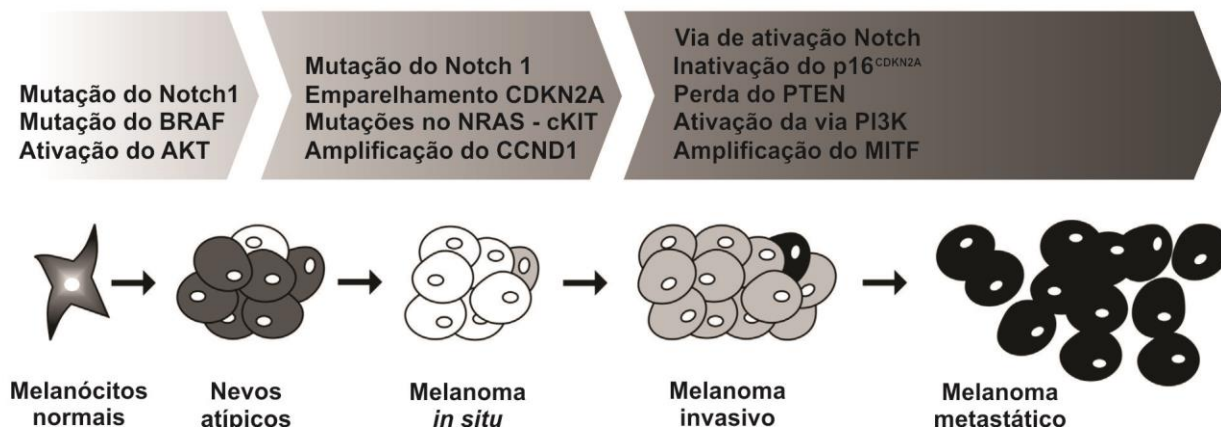 Mutação do Notch1
Mutação do BRAF
Ativação do AKT
Mutação do Notch 1
Emparelhamento CDKN2A
Mutações no NRAS - cKIT
Amplificação do CCND1
Via de ativação Notch
Inativação do p16CDKN2A
Perda do PTEN
Ativação da via PI3K
Amplificação do MITF
Melanócitos
normais
Nevos
atípicos
Melanoma
in situ
Melanoma
invasivo
Melanoma
metastático